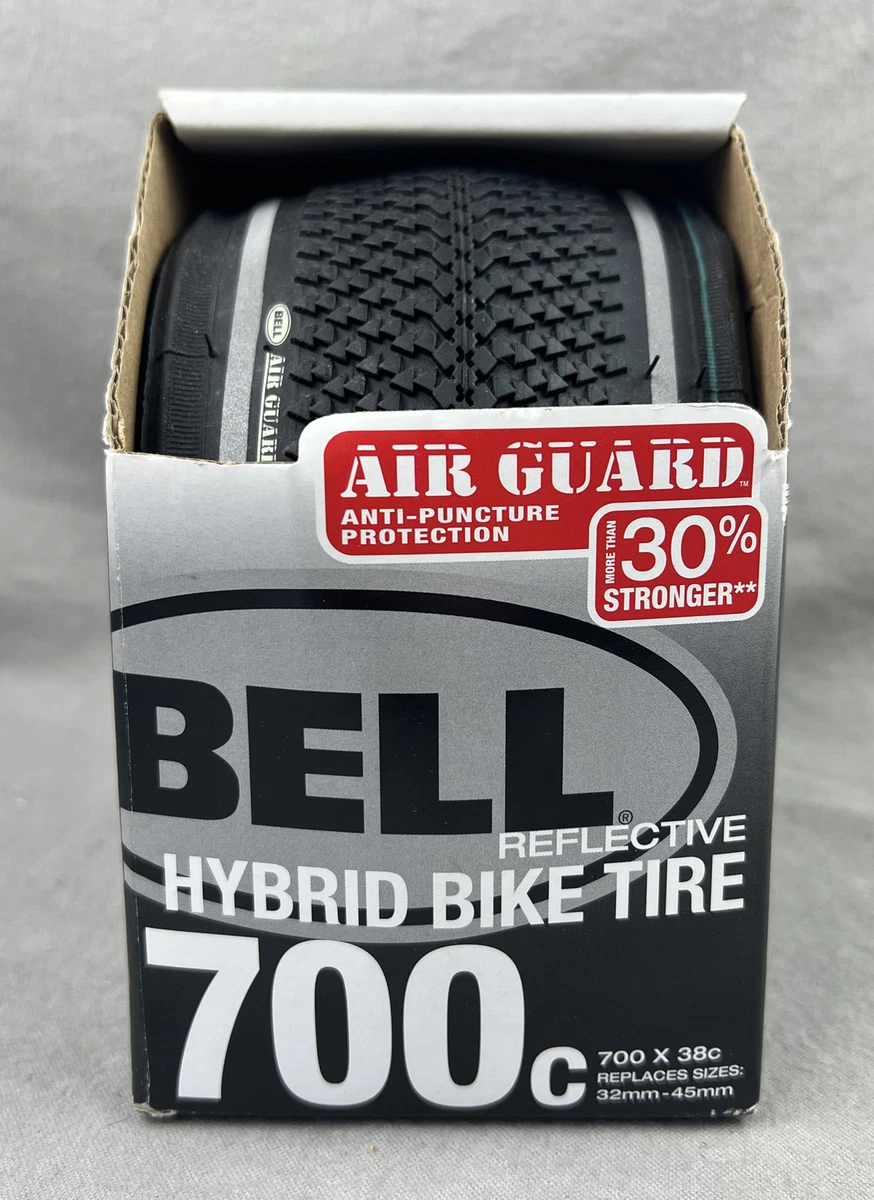 BELL
AIR GUARD
AIR GUARD™
ANTI-PUNCTURE
PROTECTION
MORE THAN
30%
STRONGER**
BELL®
REFLECTIVE
HYBRID BIKE TIRE
700c
700 X 38c
REPLACES SIZES:
32mm-45mm